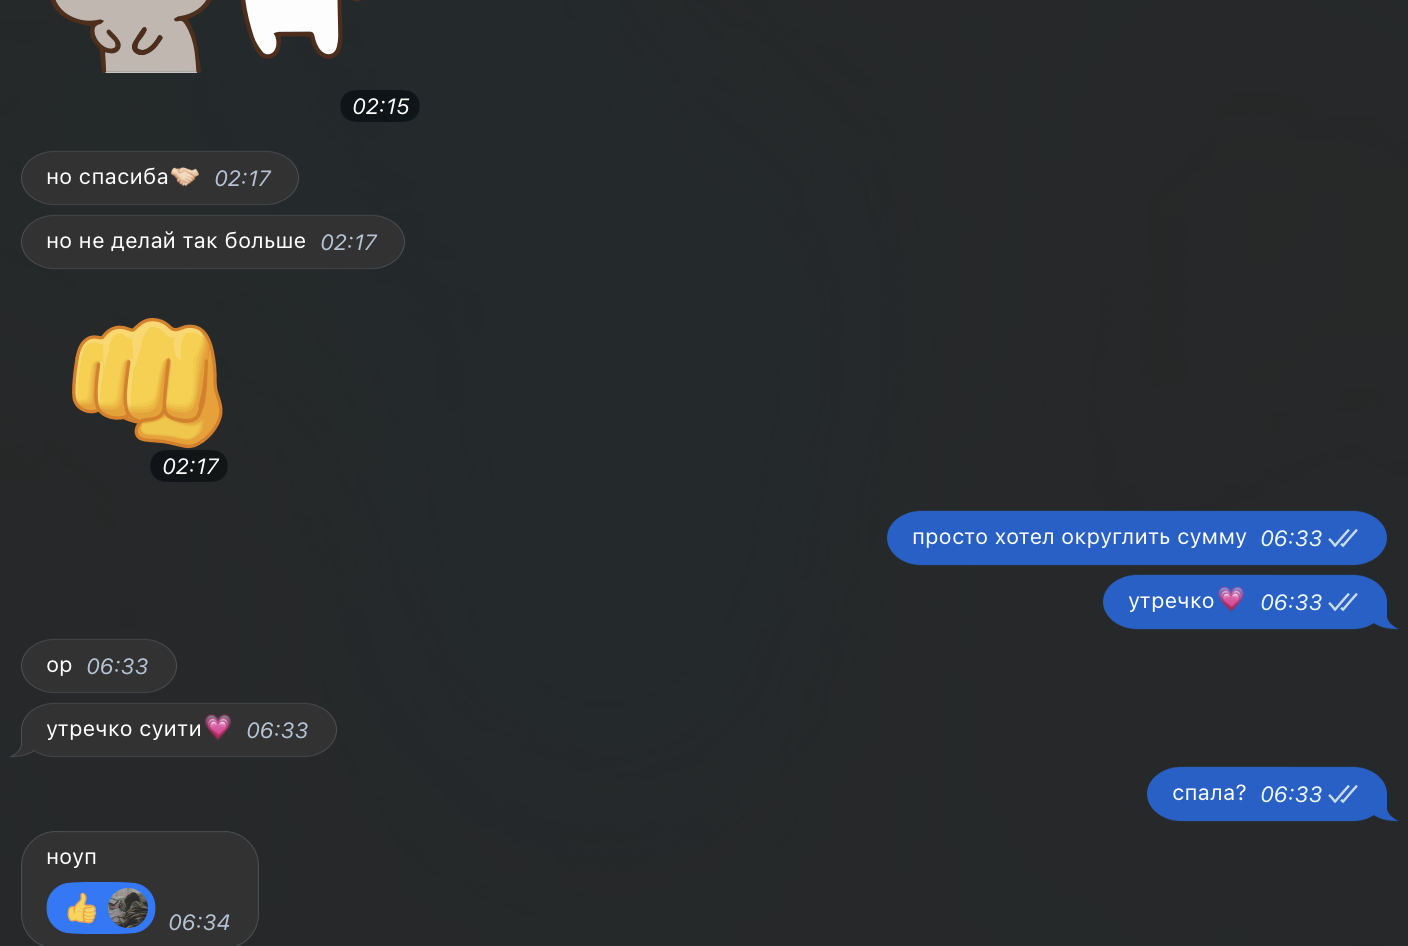 02:15
но спасиба🤝🏻 02:17
но не делай так больше 02:17
02:17
просто хотел округлить сумму 06:33
утречко💗 06:33
ор 06:33
утречко суити💗 06:33
спала? 06:33
ноуп
06:34